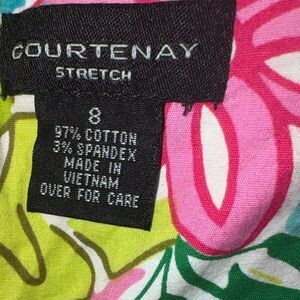 COURTENAY
STRETCH
8
97% COTTON
3% SPANDEX
MADE IN
VIETNAM
OVER FOR CARE